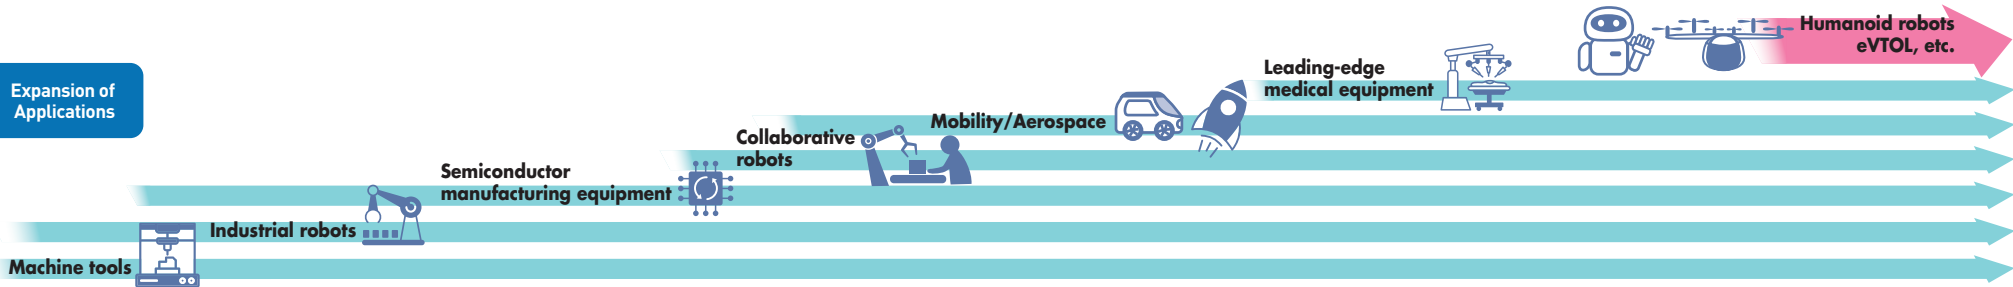 Expansion of
Applications
Machine tools
Industrial robots
Semiconductor
manufacturing equipment
Collaborative
robots
Mobility/Aerospace
Leading-edge
medical equipment
Humanoid robots
eVTOL, etc.